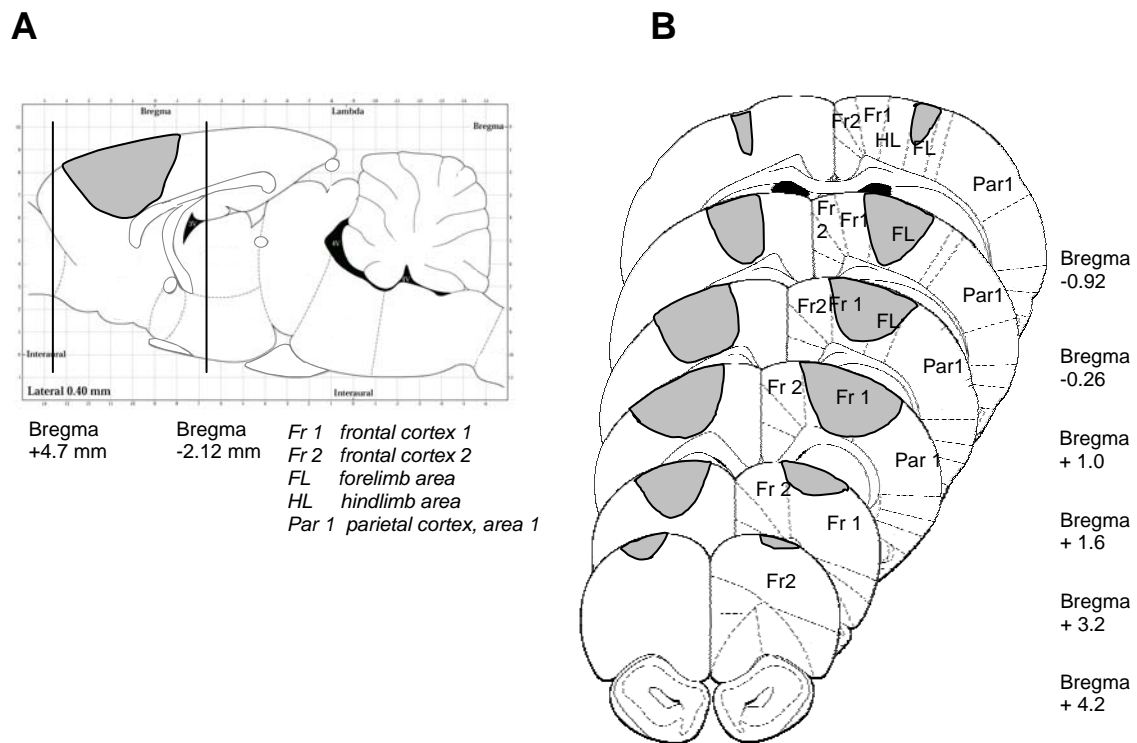 A
B
Bregma
Lambda
Bregma
Interaural
Lateral 0.40 mm
Interaural
Bregma
+4.7 mm
Bregma
-2.12 mm
Fr 1 frontal cortex 1
Fr 2 frontal cortex 2
FL forelimb area
HL hindlimb area
Par 1 parietal cortex, area 1
Fr2
Fr1
HL
FL
Par1
Fr
2
Fr1
FL
Par1
Fr2
Fr 1
FL
Par1
Fr 2
Fr 1
Par 1
Fr 2
Fr 1
Fr2
Bregma
-0.92
Bregma
-0.26
Bregma
+ 1.0
Bregma
+ 1.6
Bregma
+ 3.2
Bregma
+ 4.2